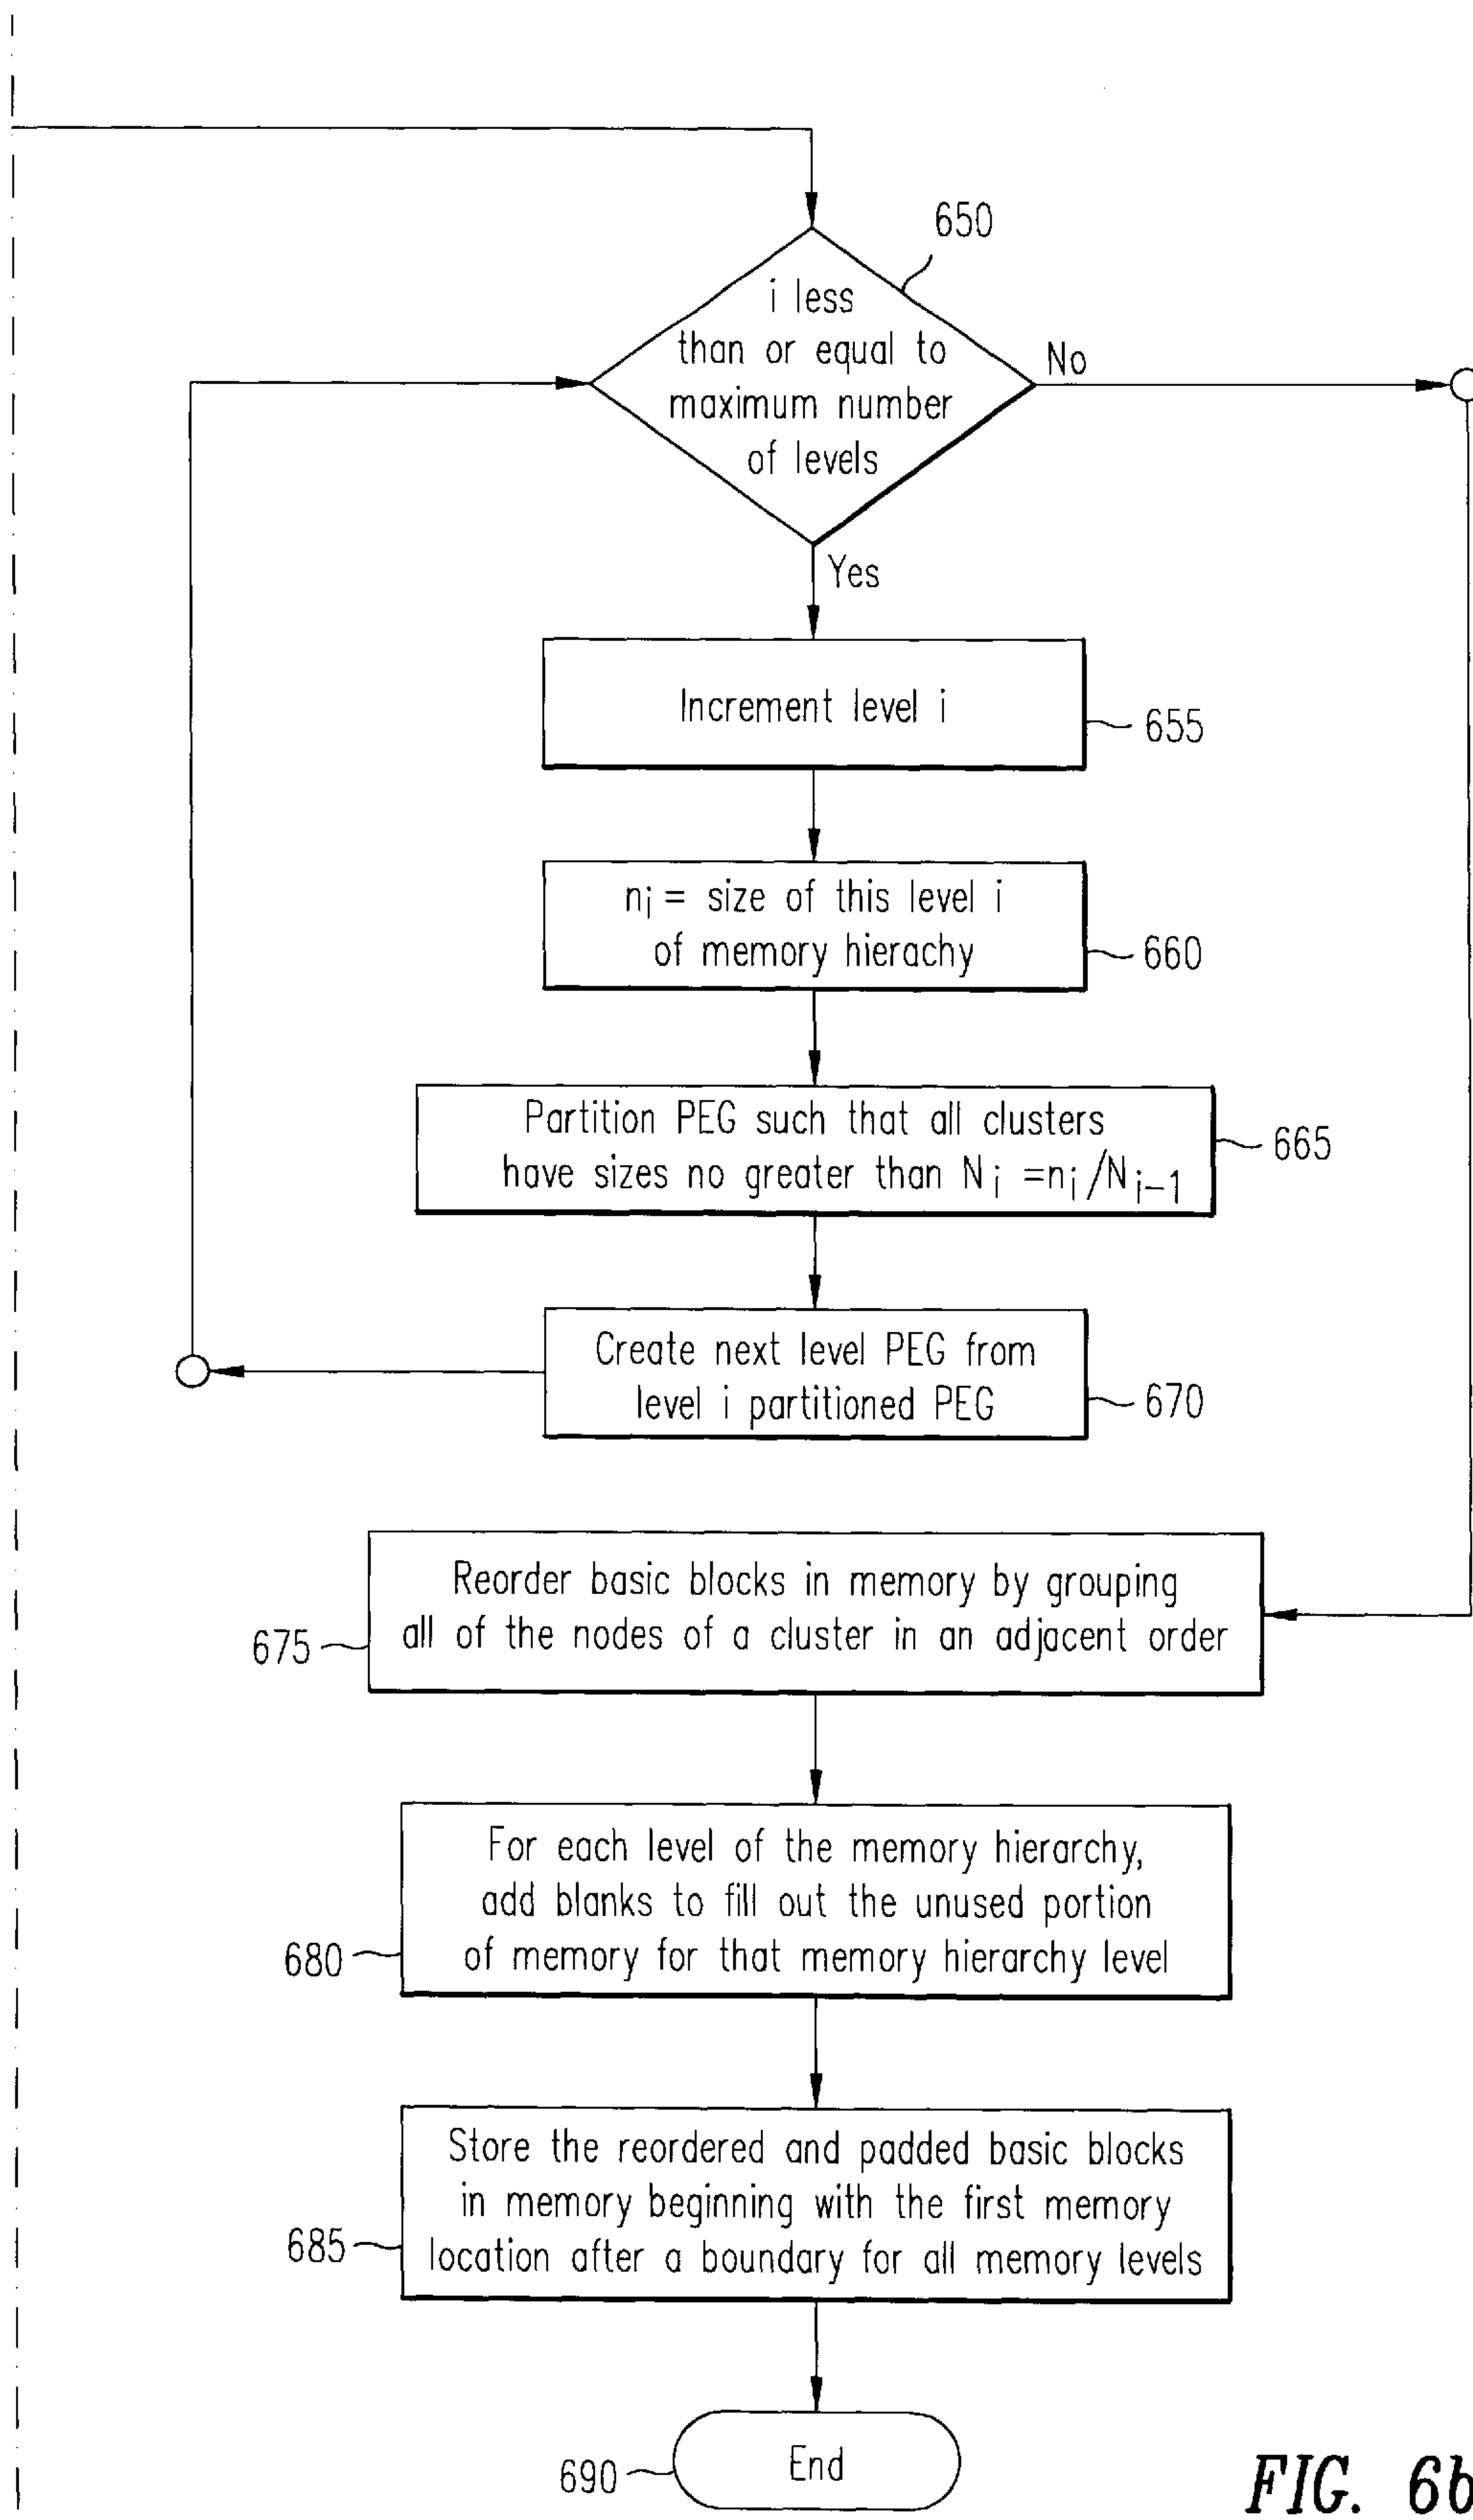 650
i less
than or equal to
maximum number
of levels
No
Yes
Increment level i
655
n_i = size of this level i
of memory hierachy
660
Partition PEG such that all clusters
have sizes no greater than N_i =n_i/N_i-1
665
Create next level PEG from
level i partitioned PEG
670
Reorder basic blocks in memory by grouping
all of the nodes of a cluster in an adjacent order
675
For each level of the memory hierarchy,
add blanks to fill out the unused portion
of memory for that memory hierarchy level
680
Store the reordered and padded basic blocks
in memory beginning with the first memory
location after a boundary for all memory levels
685
End
690
FIG. 6b